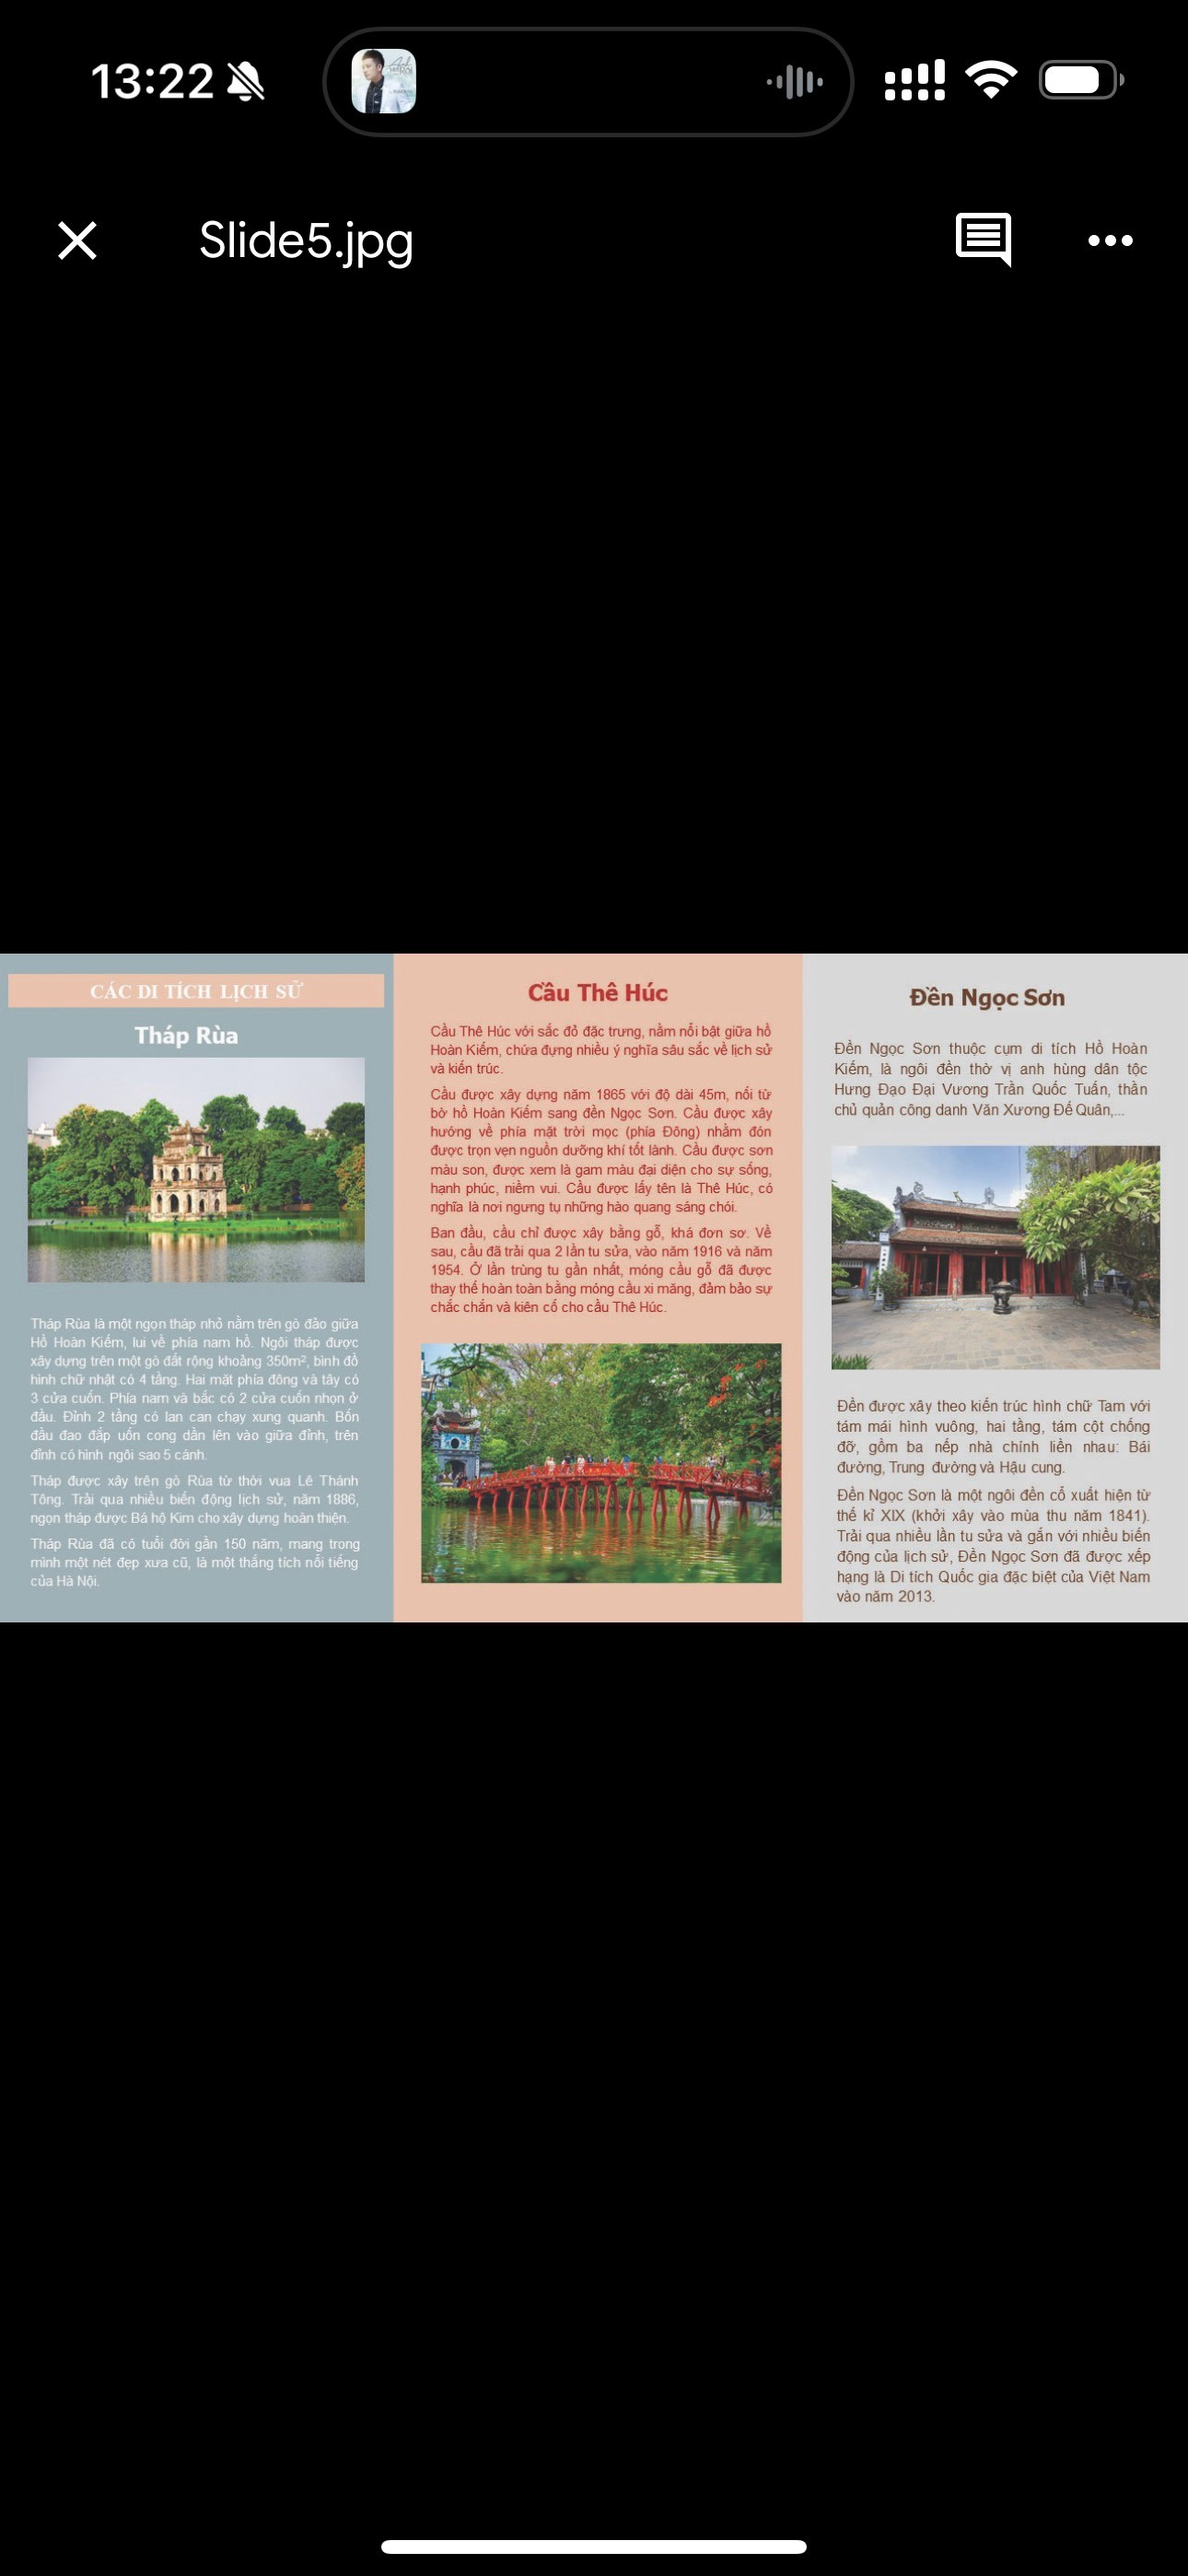 13:22
Slide5.jpg
CÁC DI TÍCH LỊCH SỬ
Tháp Rùa
Tháp Rùa là một ngọn tháp nhỏ nằm trên gò đảo giữa
Hồ Hoàn Kiếm, lui về phía nam hồ. Ngôi tháp được
xây dựng trên một gò đất rộng khoảng 350m², bình đồ
hình chữ nhật có 4 tầng. Hai mặt phía đông và tây có
3 cửa cuốn. Phía nam và bắc có 2 cửa cuốn nhọn ở
đầu. Đỉnh 2 tầng có lan can chạy xung quanh. Bốn
đầu đao đắp uốn cong dần lên vào giữa đỉnh, trên
đỉnh có hình ngôi sao 5 cánh.
Tháp được xây trên gò Rùa từ thời vua Lê Thánh
Tông. Trải qua nhiều biến động lịch sử, năm 1886,
ngọn tháp được Bá hộ Kim cho xây dựng hoàn thiện.
Tháp Rùa đã có tuổi đời gần 150 năm, mang trong
mình một nét đẹp xưa cũ, là một thắng tích nổi tiếng
của Hà Nội.
Cầu Thê Húc
Cầu Thê Húc với sắc đỏ đặc trưng, nằm nổi bật giữa hồ
Hoàn Kiếm, chứa đựng nhiều ý nghĩa sâu sắc về lịch sử
và kiến trúc.
Cầu được xây dựng năm 1865 với độ dài 45m, nối từ
bờ hồ Hoàn Kiếm sang đền Ngọc Sơn. Cầu được xây
hướng về phía mặt trời mọc (phía Đông) nhằm đón
được trọn vẹn nguồn dưỡng khí tốt lành. Cầu được sơn
màu son, được xem là gam màu đại diện cho sự sống,
hạnh phúc, niềm vui. Cầu được lấy tên là Thê Húc, có
nghĩa là nơi ngưng tụ những hào quang sáng chói.
Ban đầu, cầu chỉ được xây bằng gỗ, khá đơn sơ. Về
sau, cầu đã trải qua 2 lần tu sửa, vào năm 1916 và năm
1954. Ở lần trùng tu gần nhất, móng cầu gỗ đã được
thay thế hoàn toàn bằng móng cầu xi măng, đảm bảo sự
chắc chắn và kiên cố cho cầu Thê Húc.
Đền Ngọc Sơn
Đền Ngọc Sơn thuộc cụm di tích Hồ Hoàn
Kiếm, là ngôi đền thờ vị anh hùng dân tộc
Hưng Đạo Đại Vương Trần Quốc Tuấn, thần
chủ quản công danh Văn Xương Đế Quân,...
Đền được xây theo kiến trúc hình chữ Tam với
tám mái hình vuông, hai tầng, tám cột chống
đỡ, gồm ba nếp nhà chính liền nhau: Bái
đường, Trung đường và Hậu cung.
Đền Ngọc Sơn là một ngôi đền cổ xuất hiện từ
thế kỉ XIX (khởi xây vào mùa thu năm 1841).
Trải qua nhiều lần tu sửa và gắn với nhiều biến
động của lịch sử, Đền Ngọc Sơn đã được xếp
hạng là Di tích Quốc gia đặc biệt của Việt Nam
vào năm 2013.